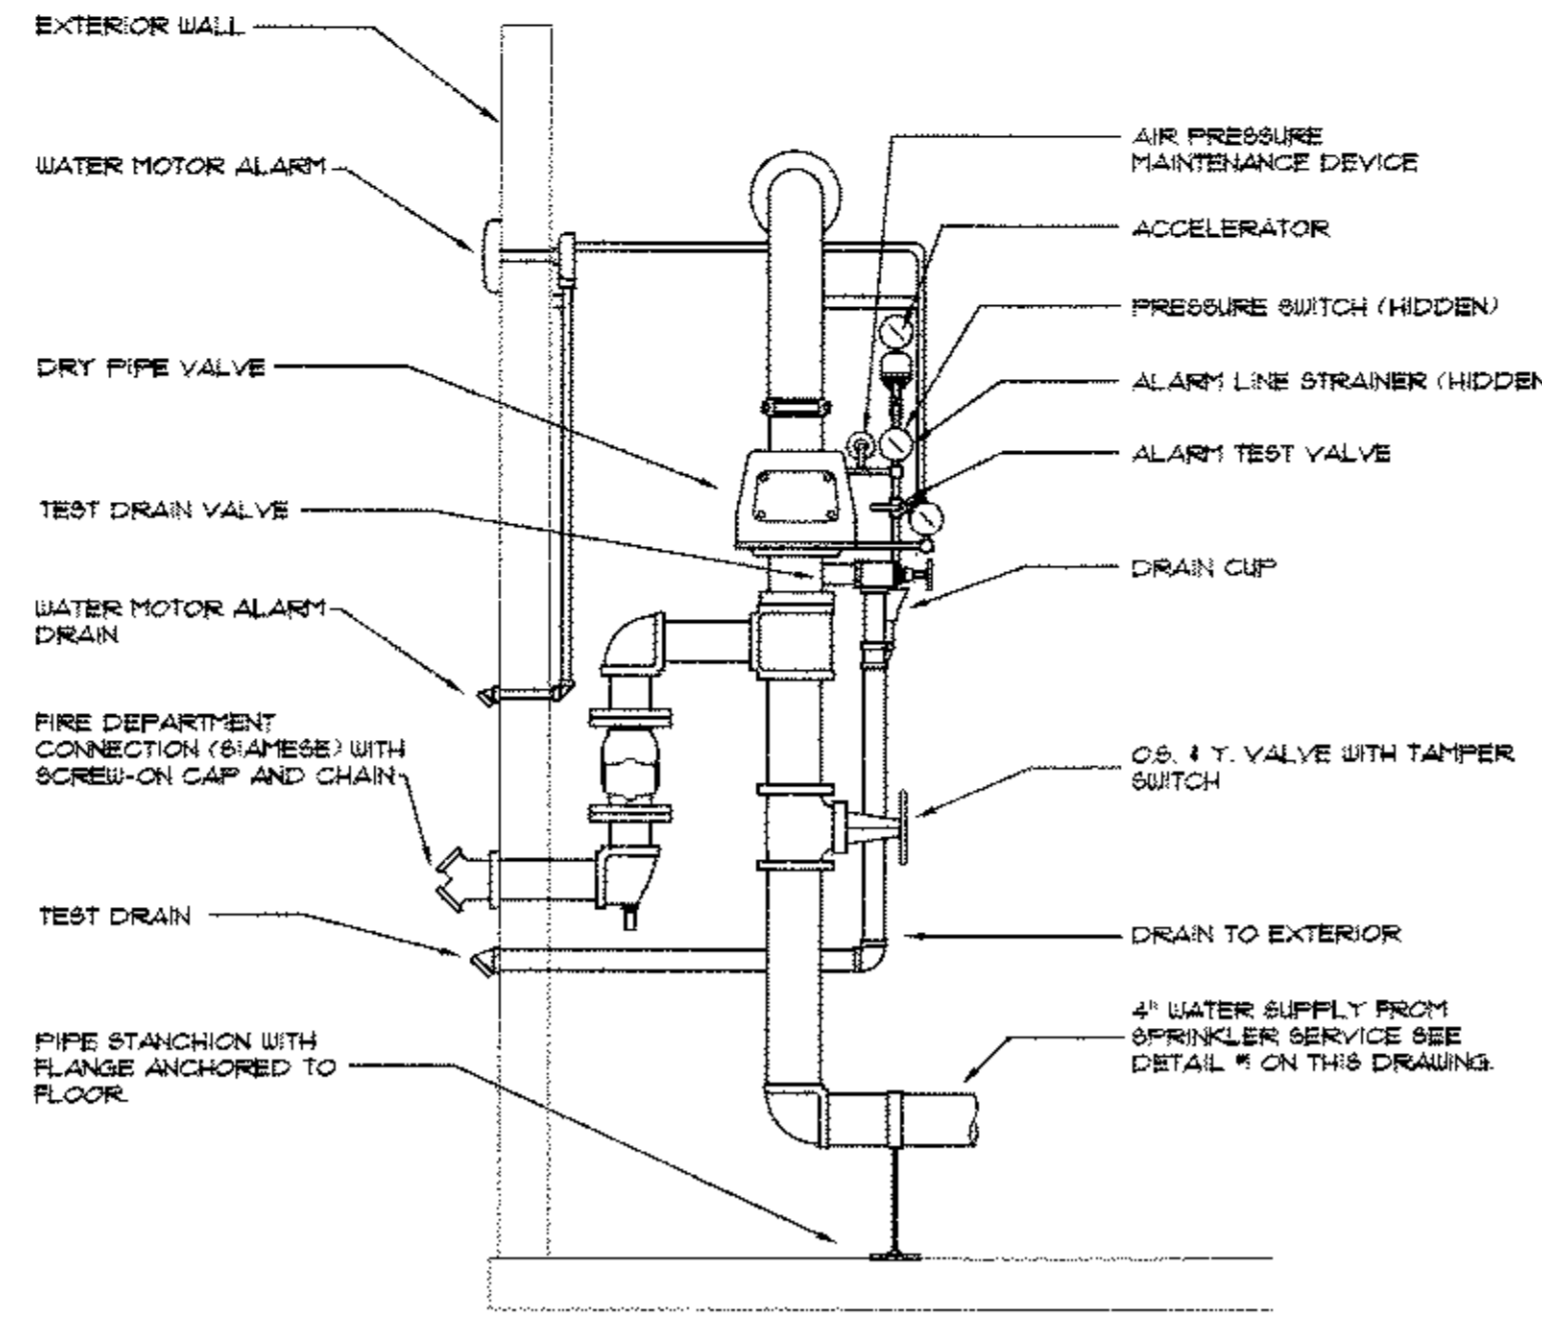 EXTERIOR WALL
WATER MOTOR ALARM
DRY PIPE VALVE
TEST DRAIN VALVE
WATER MOTOR ALARM
DRAIN
FIRE DEPARTMENT
CONNECTION (SIAMESE) WITH
SCREW-ON CAP AND CHAIN
TEST DRAIN
PIPE STANCHION WITH
FLANGE ANCHORED TO
FLOOR.
AIR PRESSURE
MAINTENANCE DEVICE
ACCELERATOR
PRESSURE SWITCH (HIDDEN)
ALARM LINE STRAINER (HIDDEN
ALARM TEST VALVE
DRAIN CUP
O.S. & Y. VALVE WITH TAMPER
SWITCH
DRAIN TO EXTERIOR
4" WATER SUPPLY FROM
SPRINKLER SERVICE SEE
DETAIL ON THIS DRAWING.